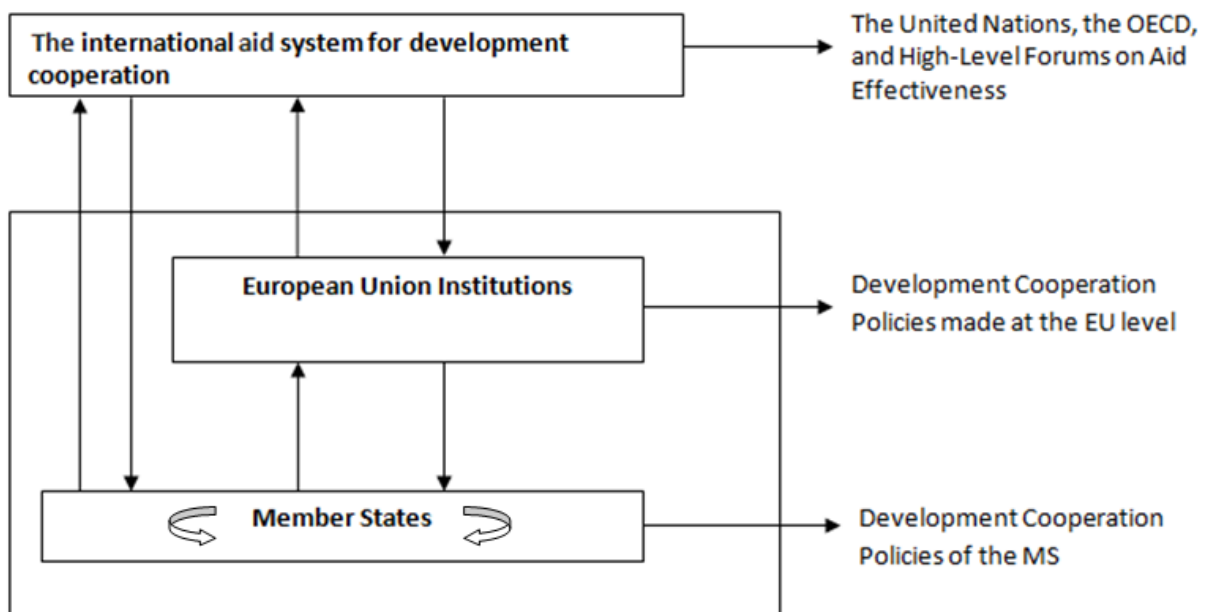 The international aid system for development
cooperation
The United Nations, the OECD,
and High-Level Forums on Aid
Effectiveness
European Union Institutions
Development Cooperation
Policies made at the EU level
Member States
Development Cooperation
Policies of the MS